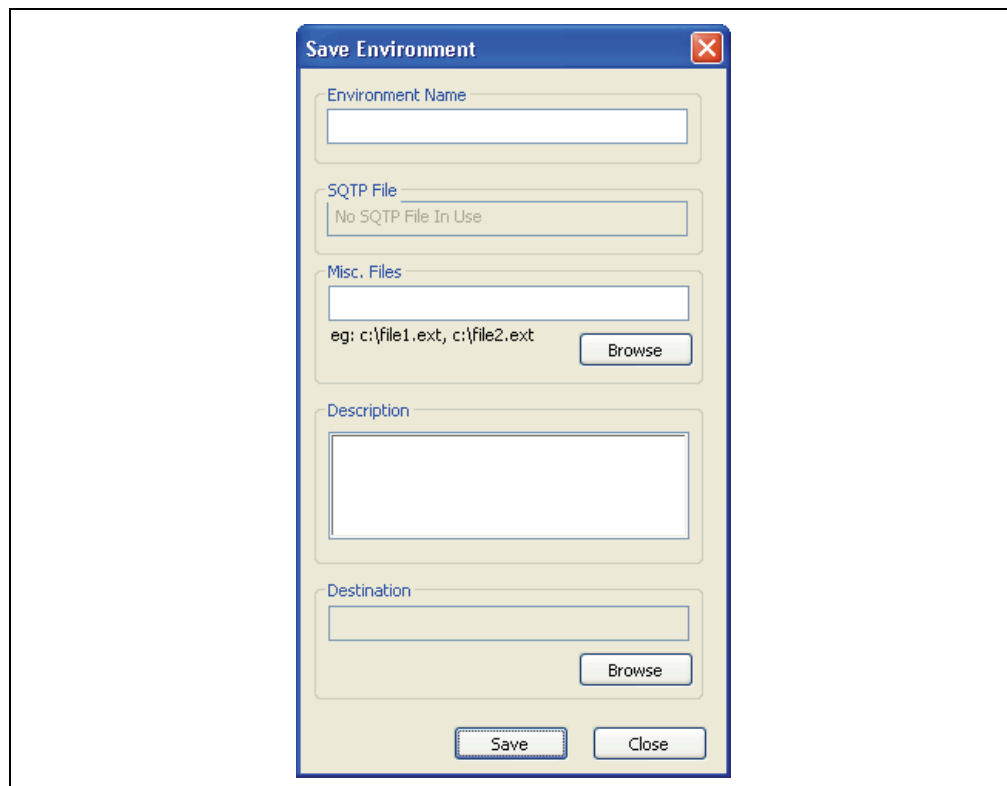 Save Environment
Environment Name
SQTP File
No SQTP File In Use
Misc. Files
eg: c:\file1.ext, c:\file2.ext
Browse
Description
Destination
Browse
Save
Close